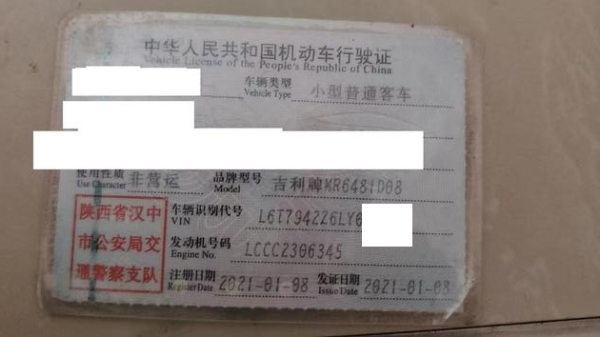 中华人民共和国机动车行驶证
Vehicle License of the People's Republic of China
车辆类型 小型普通客车
Vehicle Type
使用性质 非营运 品牌型号 吉利牌MR6481D08
Use Character Model
陕西省汉中
市公安局交
通警察支队
车辆识别代号 L6T794226LY
VIN
发动机号码 LCCC2306345
Engine No.
注册日期 2021-01-08 发证日期 2021-01-08
Register Date Issue Date